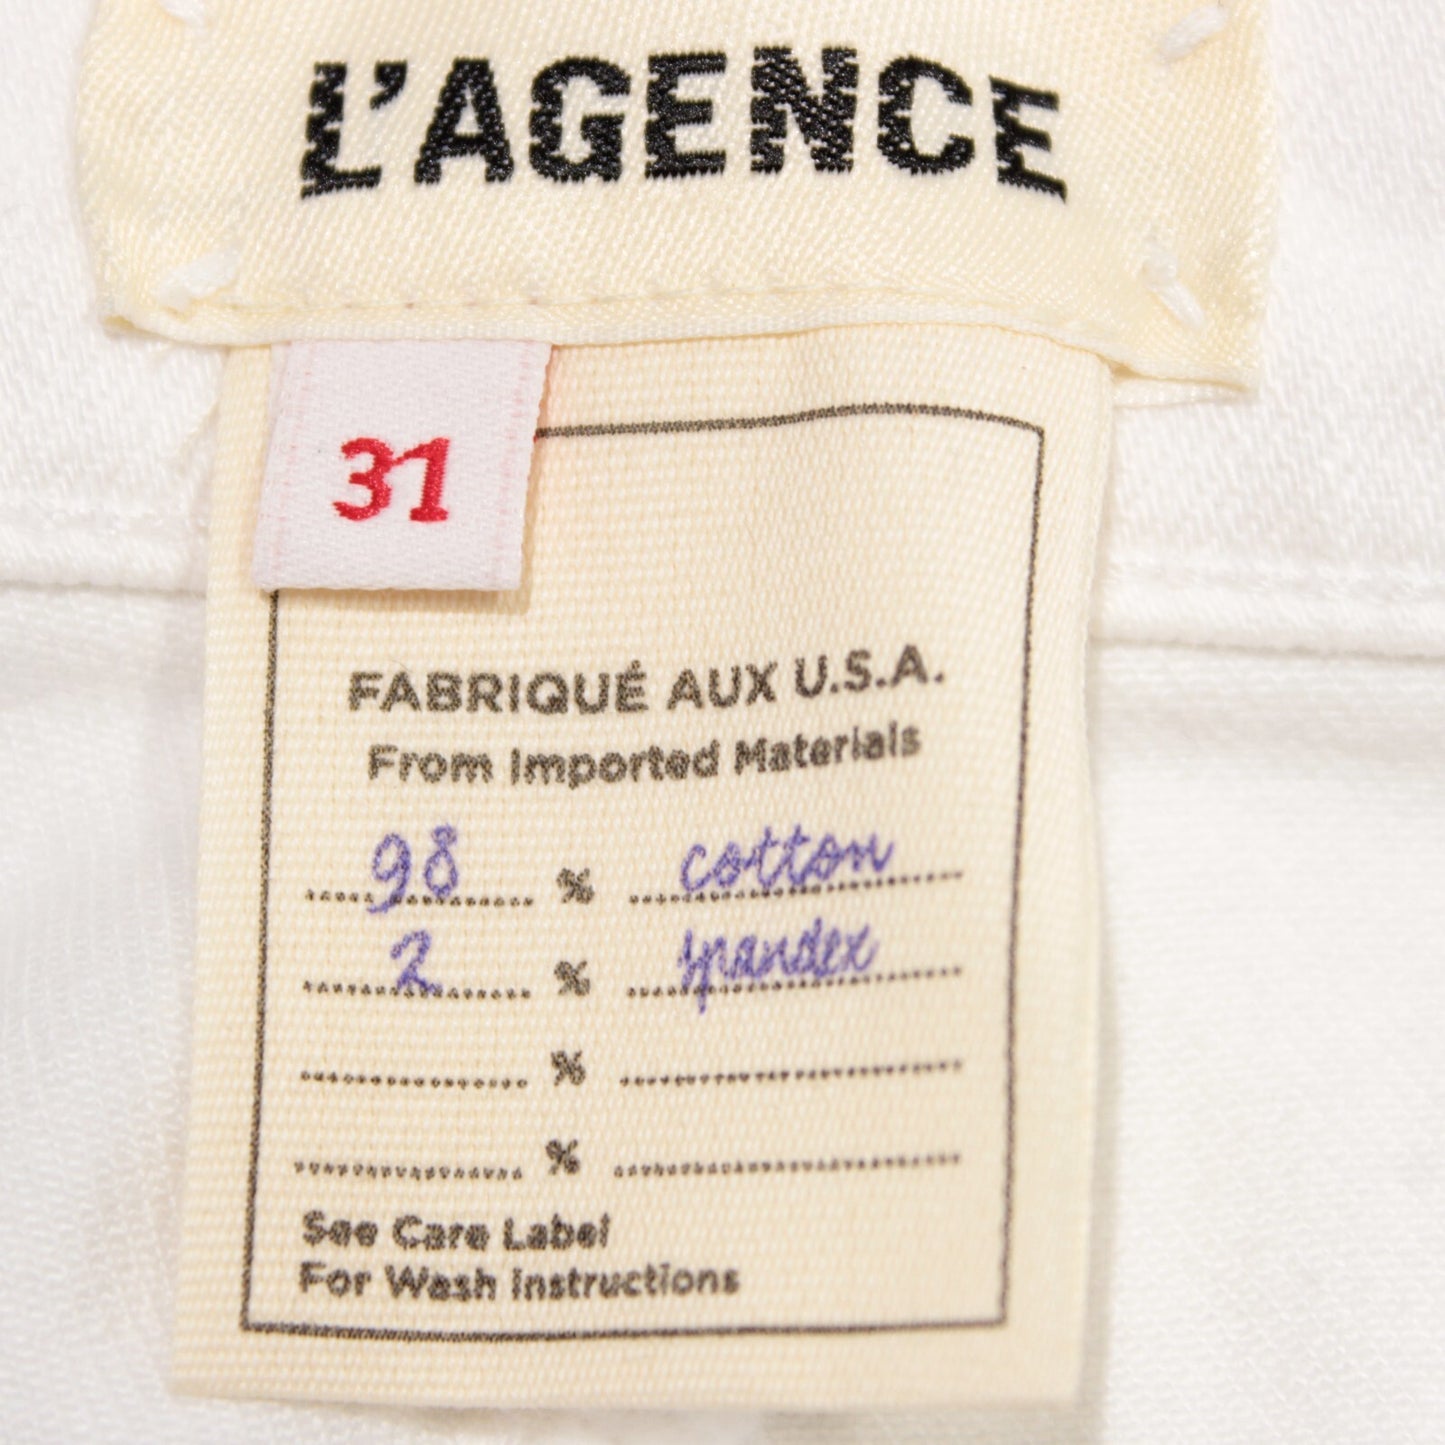 L'AGENCE
31
FABRIQUÉ AUX U.S.A.
From Imported Materials
98 % cotton
2 % spandex
%
%
See Care Label
For Wash Instructions